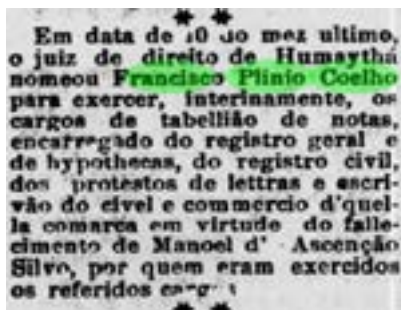 Em data de 10 do mez ultimo,
o juiz de direito de Humaythá
nomeou Francisco Plinio Coelho
para exercer, interinamente, os
cargos de tabellião de notas,
encarregado do registro geral e
de hypothecas, do registro civil,
dos protestos de lettras e escri-
vão do civel e commercio d'quel-
la comarca em virtude do falle-
cimento de Manoel d' Ascenção
Silvo, por quem eram exercidos
os referidos